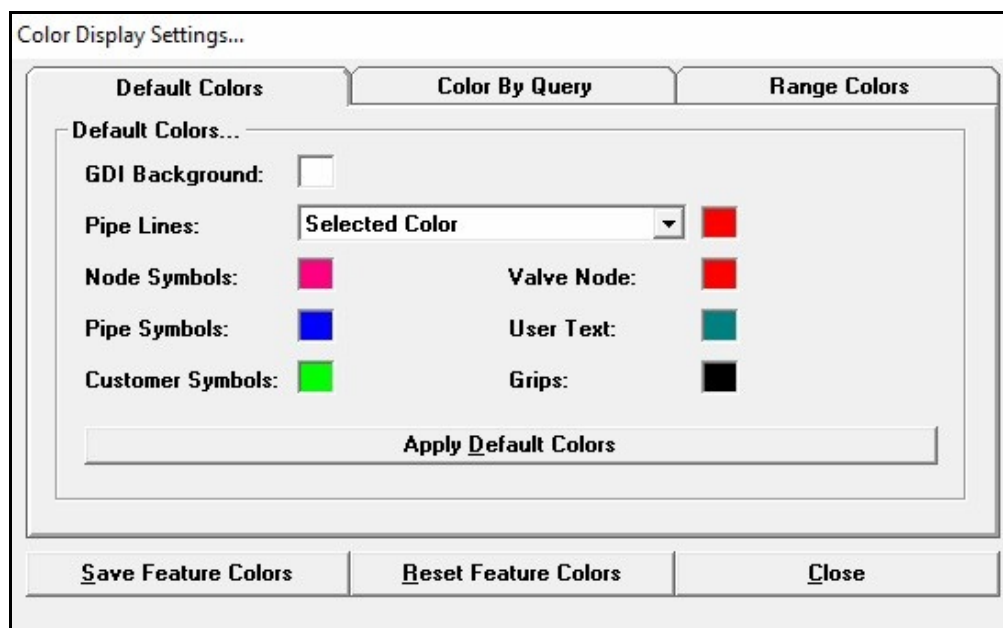 Color Display Settings...
Default Colors Color By Query Range Colors
Default Colors...
GDI Background:
Pipe Lines: Selected Color
Node Symbols: Valve Node:
Pipe Symbols: User Text:
Customer Symbols: Grips:
Apply Default Colors
Save Feature Colors Reset Feature Colors Close